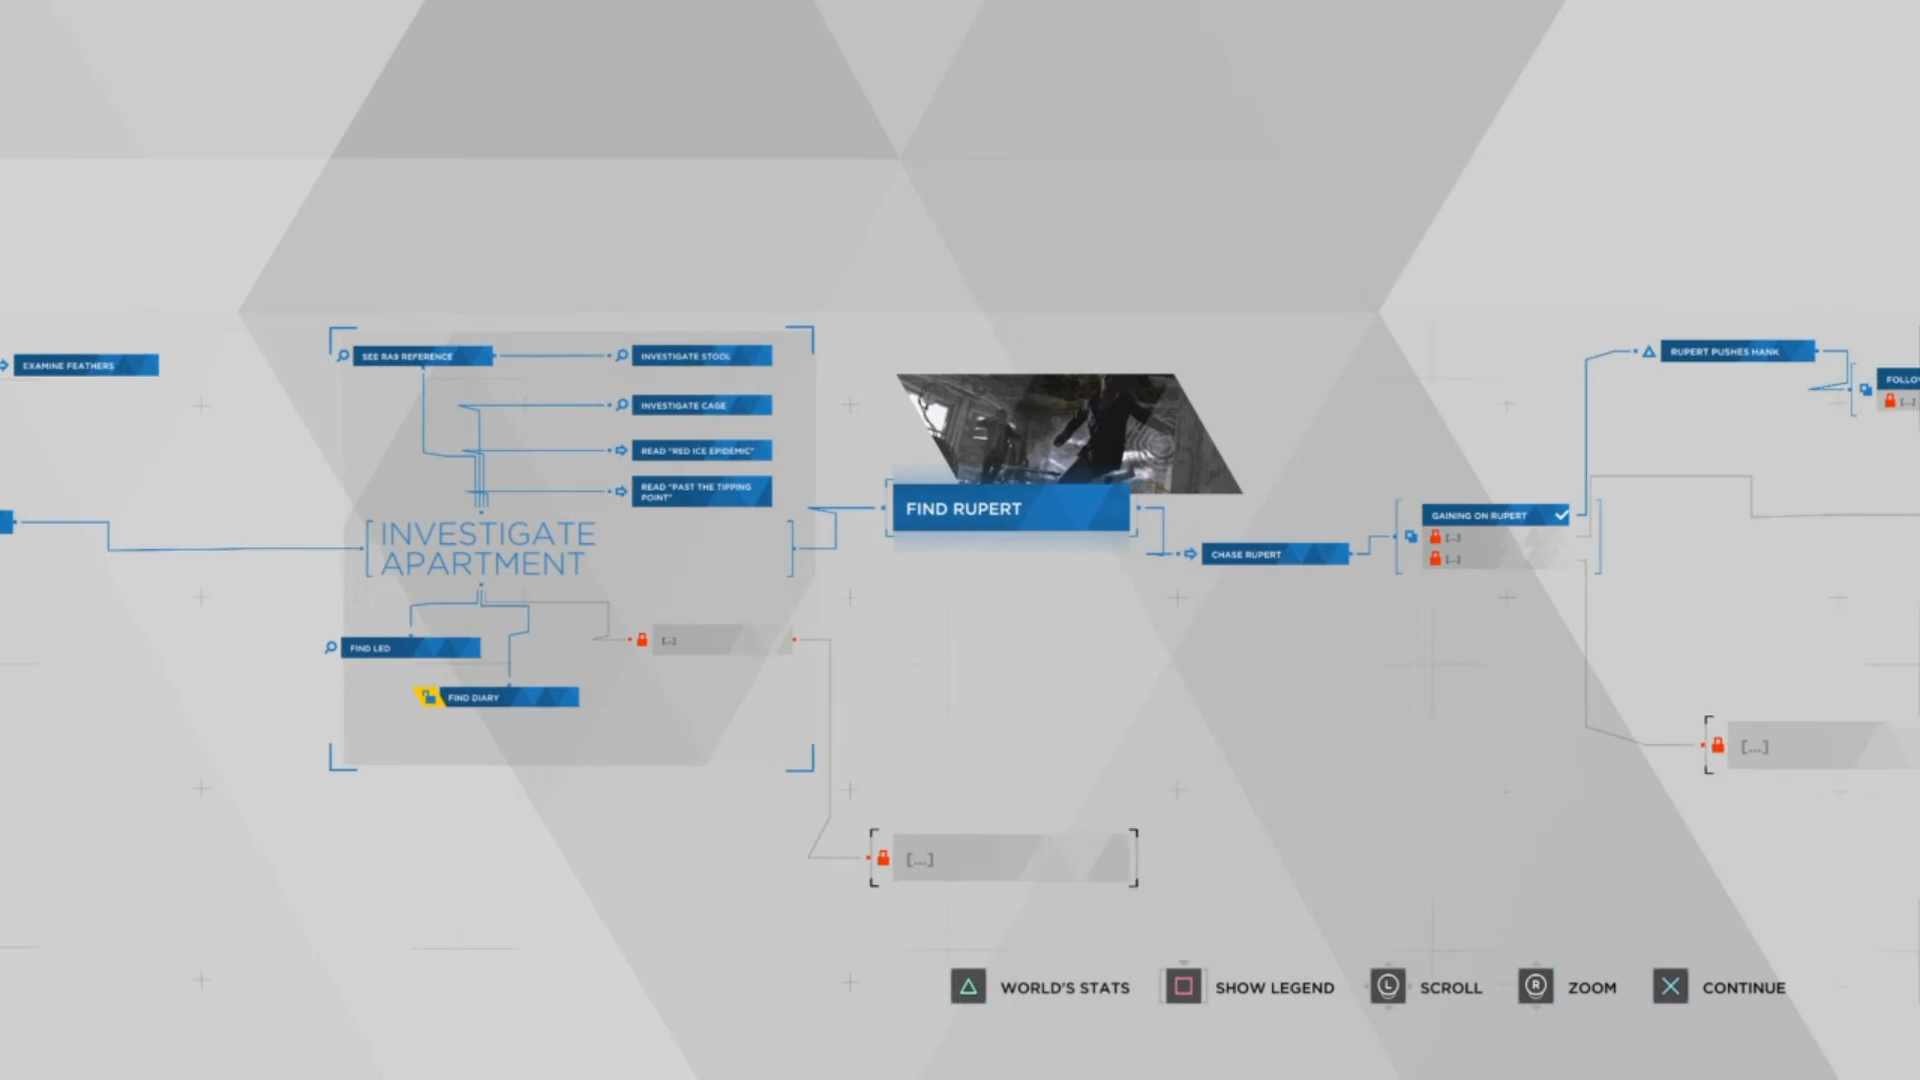 EXAMINE FEATHERS
SEE RA9 REFERENCE
INVESTIGATE STOOL
INVESTIGATE CAGE
READ "RED ICE EPIDEMIC"
READ "PAST THE TIPPING
POINT"
INVESTIGATE
APARTMENT
FIND LED
FIND DIARY
[...]
[...]
FIND RUPERT
CHASE RUPERT
GAINING ON RUPERT
[...]
[...]
RUPERT PUSHES HANK
FOLLO
[...]
[...]
WORLD'S STATS
SHOW LEGEND
L
SCROLL
R
ZOOM
CONTINUE